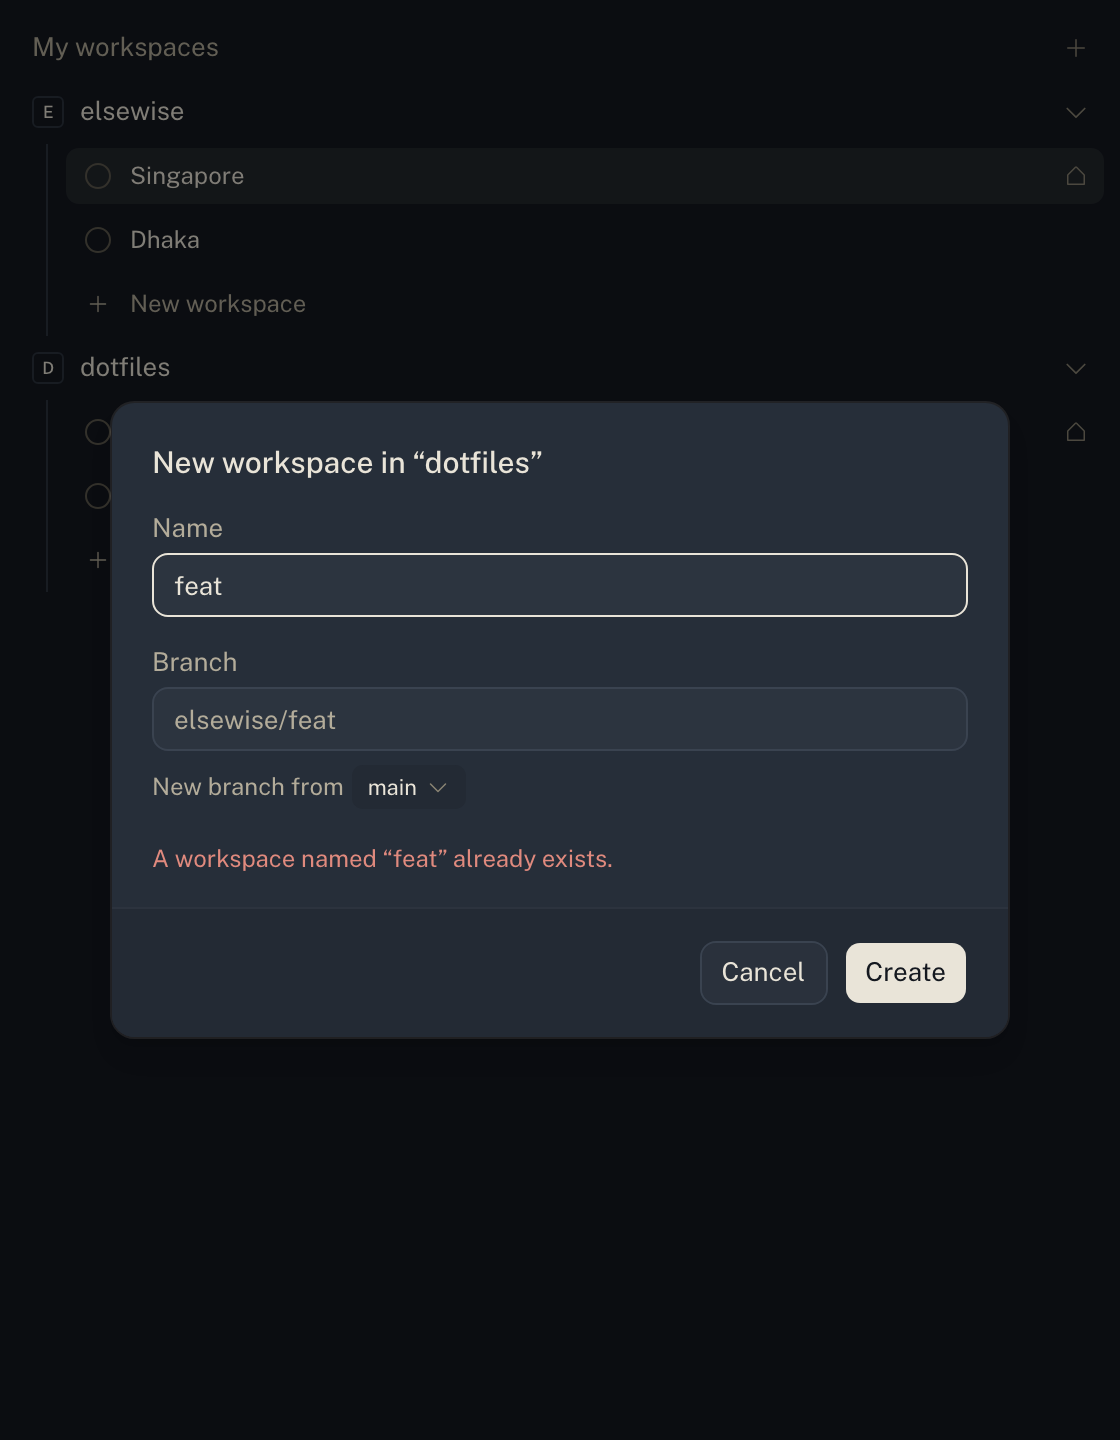 My workspaces
E elsewise
Singapore
Dhaka
New workspace
D dotfiles
New workspace in “dotfiles”
Name
feat
Branch
elsewise/feat
New branch from main
A workspace named “feat” already exists.
Cancel Create